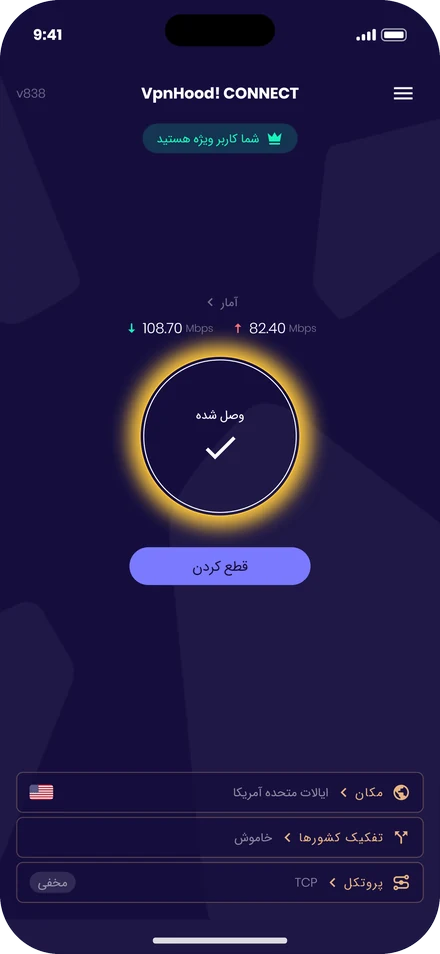 9:41
v838 VpnHood! CONNECT
شما کاربر ویژه هستید
آمار
108.70 Mbps 82.40 Mbps
وصل شده
قطع کردن
مکان ایالات متحده آمریکا
تفکیک کشورها خاموش
پروتکل TCP مخفی